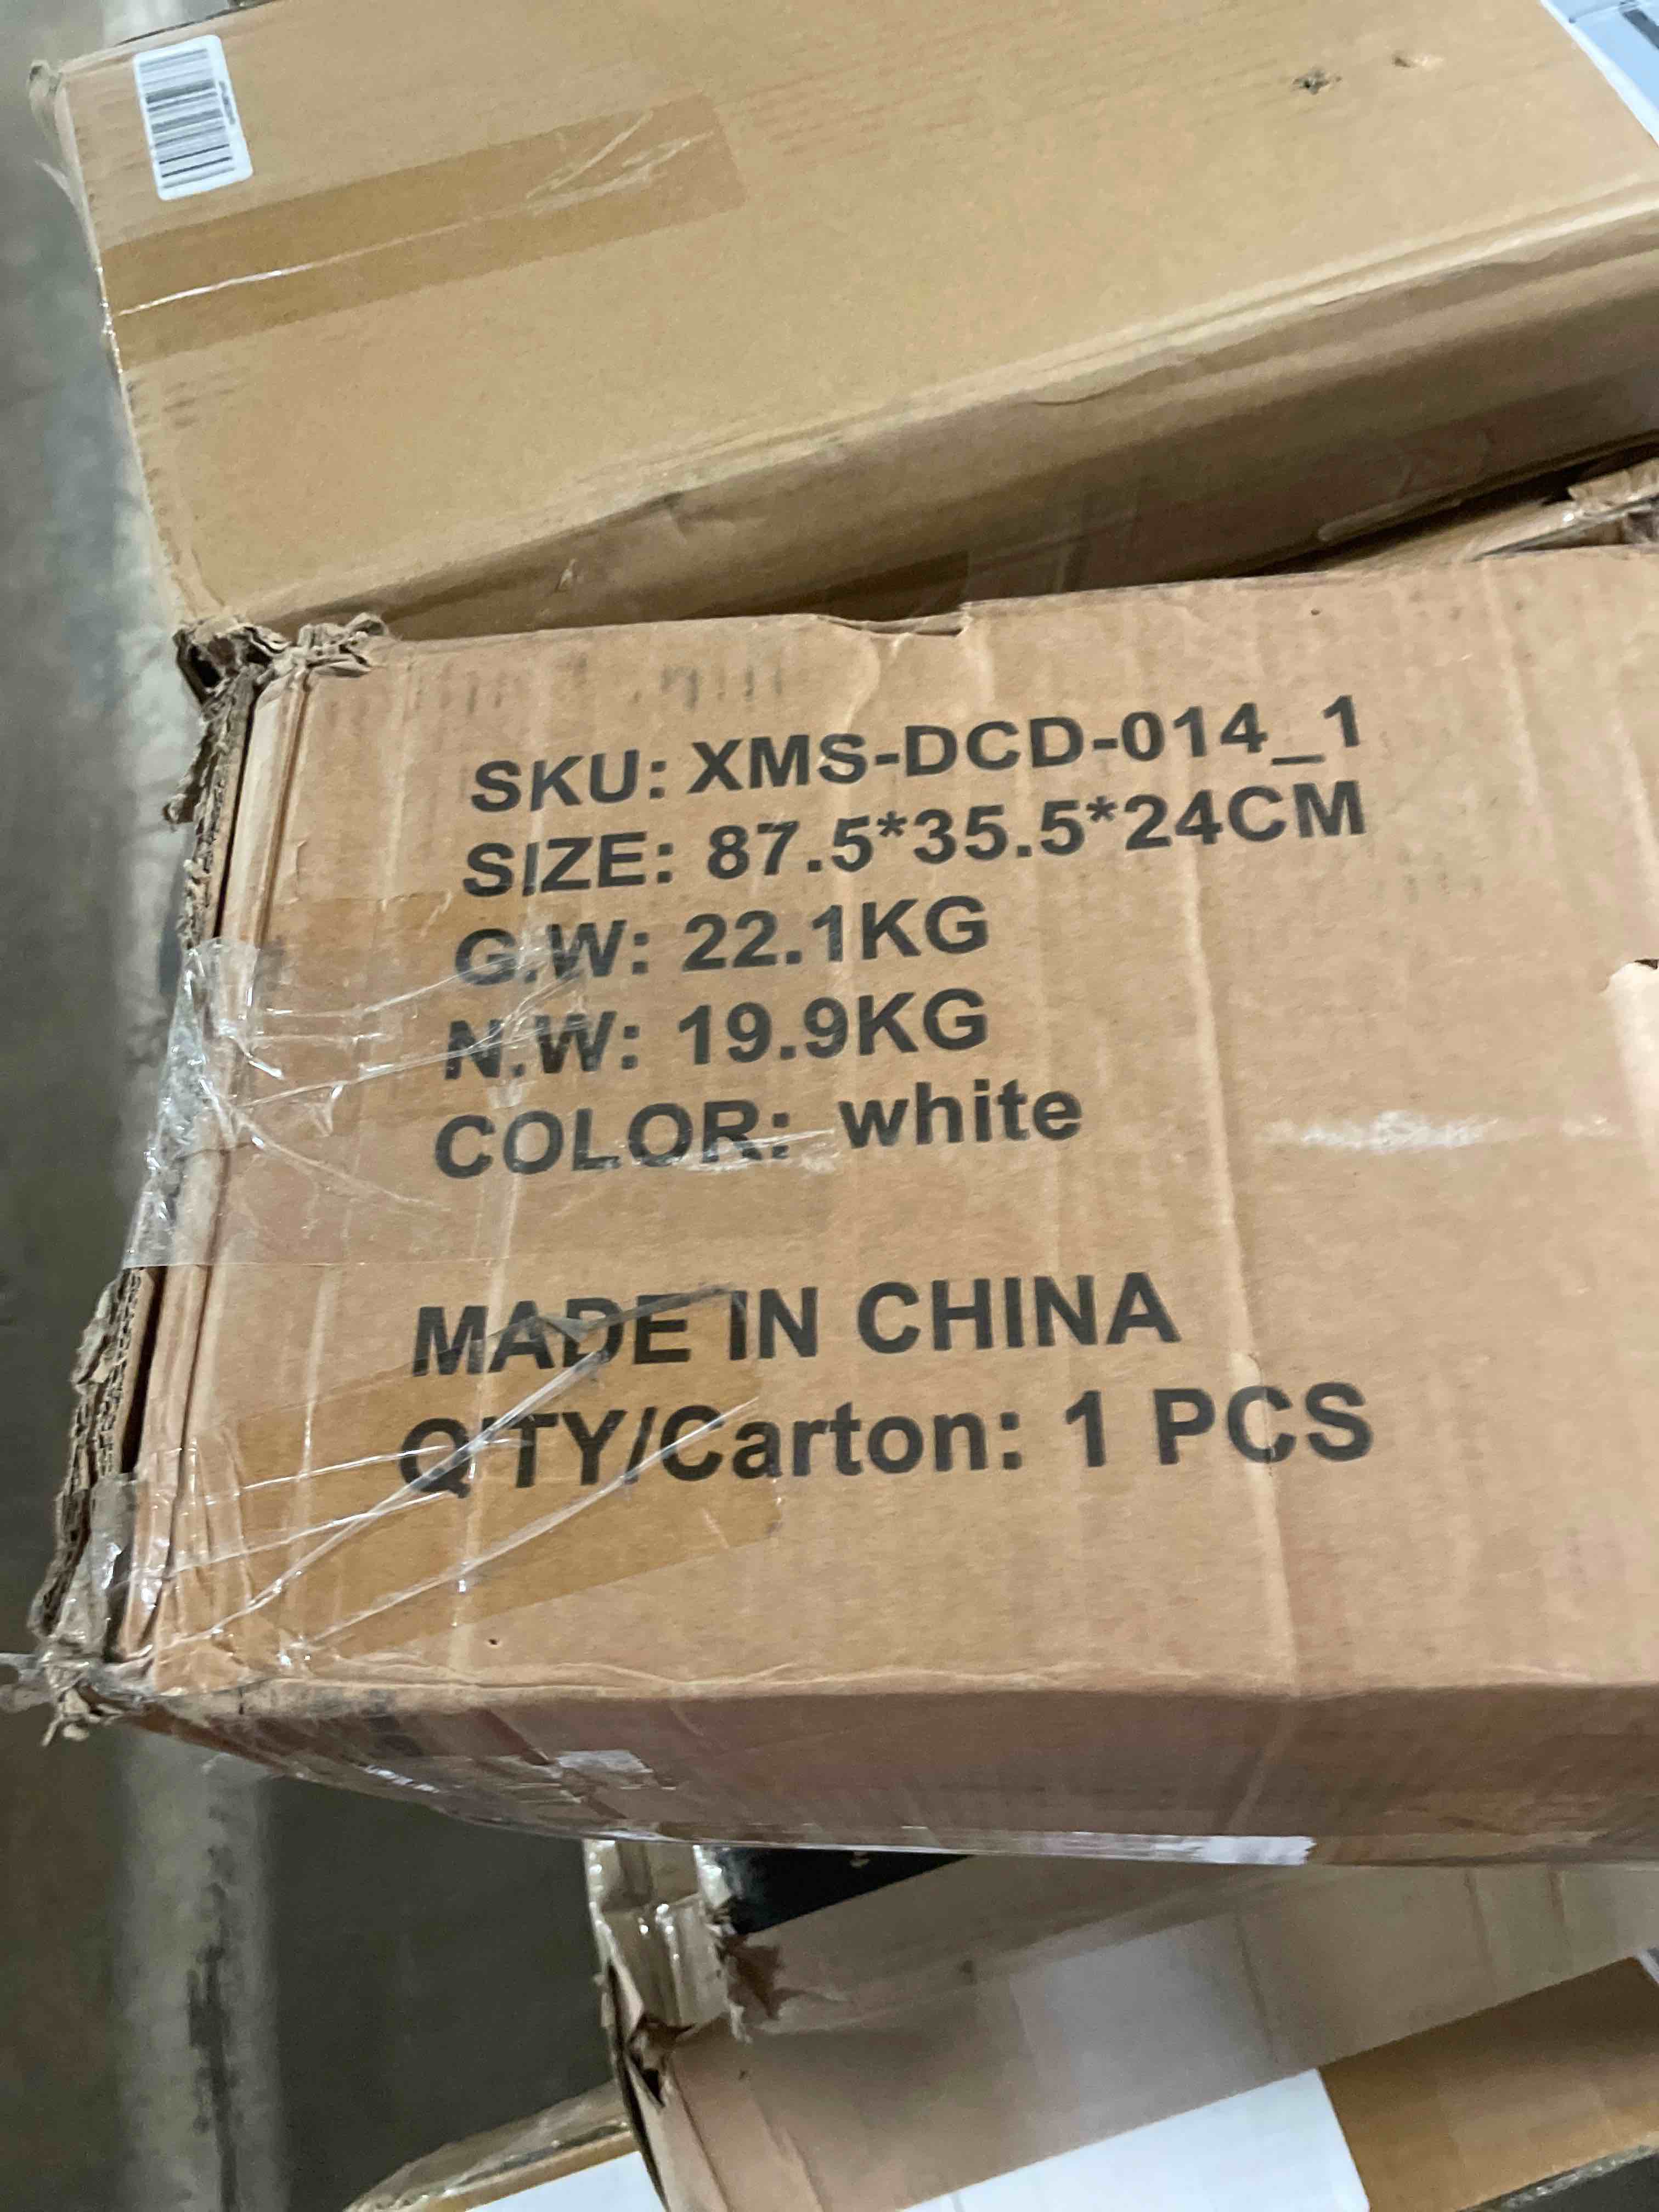 SKU: XMS-DCD-014_1
SIZE: 87.5*35.5*24CM
G.W: 22.1KG
N.W: 19.9KG
COLOR: white
MADE IN CHINA
Q'TY/Carton: 1 PCS